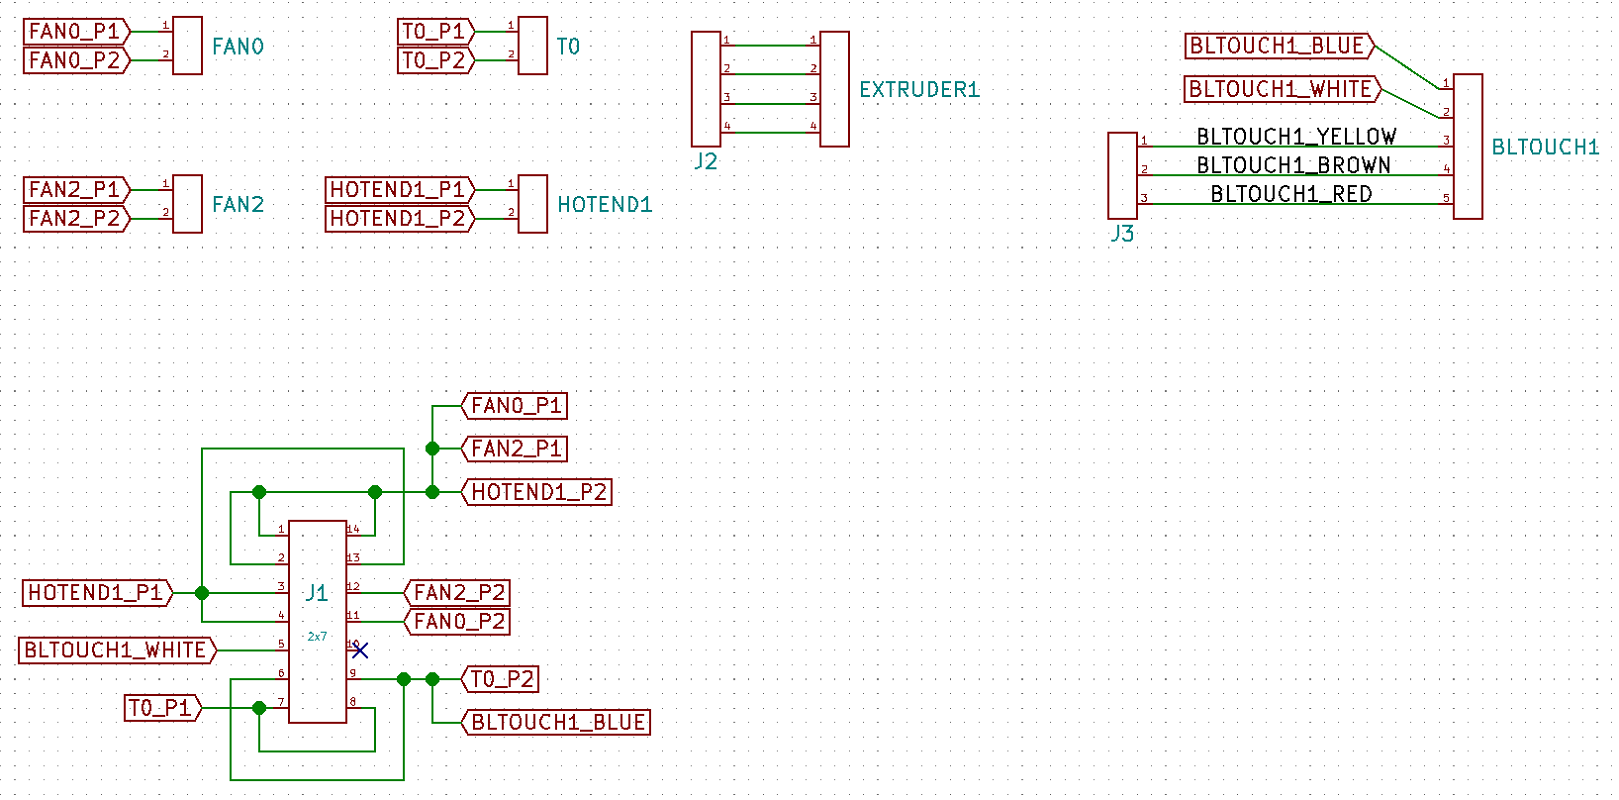 FAN0_P1 1
FAN0_P2 2
FAN0
T0_P1 1
T0_P2 2
T0
1 1
2 2
3 3
4 4
J2
EXTRUDER1
BLTOUCH1_BLUE 1
BLTOUCH1_WHITE 2
1 BLTOUCH1_YELLOW 3
2 BLTOUCH1_BROWN 4
3 BLTOUCH1_RED 5
J3
BLTOUCH1
FAN2_P1 1
FAN2_P2 2
FAN2
HOTEND1_P1 1
HOTEND1_P2 2
HOTEND1
FAN0_P1
FAN2_P1
HOTEND1_P2
1 14
2 13
HOTEND1_P1 3 J1 12 FAN2_P2
4 11 FAN0_P2
2x7
BLTOUCH1_WHITE 5 10
6 9 T0_P2
T0_P1 7 8
BLTOUCH1_BLUE